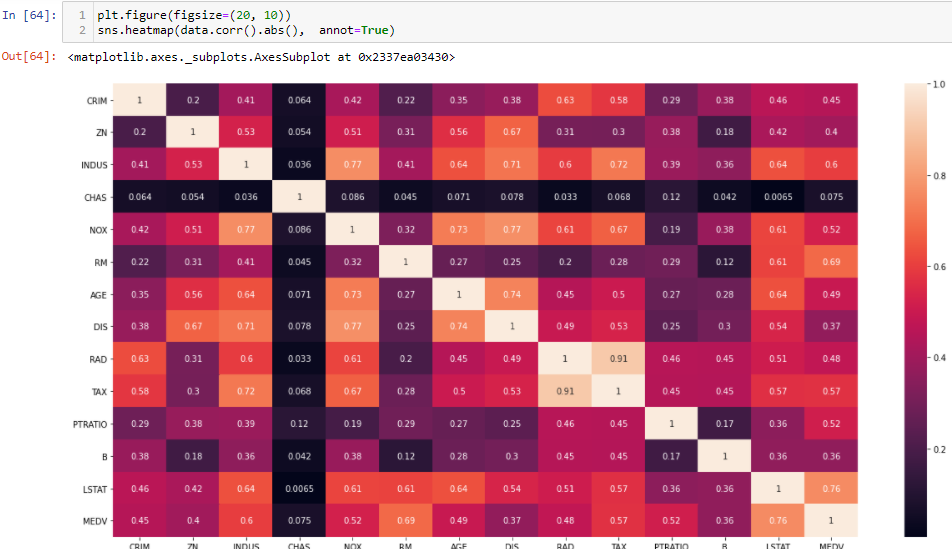 In [64]:
1 plt.figure(figsize=(20, 10))
2 sns.heatmap(data.corr().abs(),  annot=True)
Out[64]: <matplotlib.axes._subplots.AxesSubplot at 0x2337ea03430>
CRIM 1 0.2 0.41 0.064 0.42 0.22 0.35 0.38 0.63 0.58 0.29 0.38 0.46 0.45
ZN 0.2 1 0.53 0.054 0.51 0.31 0.56 0.67 0.31 0.3 0.38 0.18 0.42 0.4
INDUS 0.41 0.53 1 0.036 0.77 0.41 0.64 0.71 0.6 0.72 0.39 0.36 0.64 0.6
CHAS 0.064 0.054 0.036 1 0.086 0.045 0.071 0.078 0.033 0.068 0.12 0.042 0.0065 0.075
NOX 0.42 0.51 0.77 0.086 1 0.32 0.73 0.77 0.61 0.67 0.19 0.38 0.61 0.52
RM 0.22 0.31 0.41 0.045 0.32 1 0.27 0.25 0.2 0.28 0.29 0.12 0.61 0.69
AGE 0.35 0.56 0.64 0.071 0.73 0.27 1 0.74 0.45 0.5 0.27 0.28 0.64 0.49
DIS 0.38 0.67 0.71 0.078 0.77 0.25 0.74 1 0.49 0.53 0.25 0.3 0.54 0.37
RAD 0.63 0.31 0.6 0.033 0.61 0.2 0.45 0.49 1 0.91 0.46 0.45 0.51 0.48
TAX 0.58 0.3 0.72 0.068 0.67 0.28 0.5 0.53 0.91 1 0.45 0.45 0.57 0.57
PTRATIO 0.29 0.38 0.39 0.12 0.19 0.29 0.27 0.25 0.46 0.45 1 0.17 0.36 0.52
B 0.38 0.18 0.36 0.042 0.38 0.12 0.28 0.3 0.45 0.45 0.17 1 0.36 0.36
LSTAT 0.46 0.42 0.64 0.0065 0.61 0.61 0.64 0.54 0.51 0.57 0.36 0.36 1 0.76
MEDV 0.45 0.4 0.6 0.075 0.52 0.69 0.49 0.37 0.48 0.57 0.52 0.36 0.76 1
CRIM ZN INDUS CHAS NOX RM AGE DIS RAD TAX PTRATIO B LSTAT MEDV
1.0
0.8
0.6
0.4
0.2